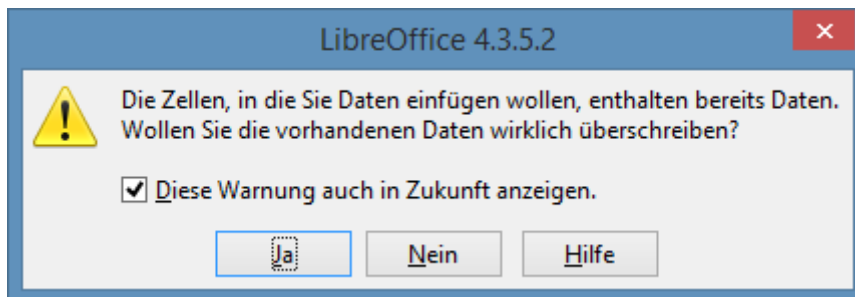 LibreOffice 4.3.5.2
Die Zellen, in die Sie Daten einfügen wollen, enthalten bereits Daten.
Wollen Sie die vorhandenen Daten wirklich überschreiben?
Diese Warnung auch in Zukunft anzeigen.
Ja Nein Hilfe